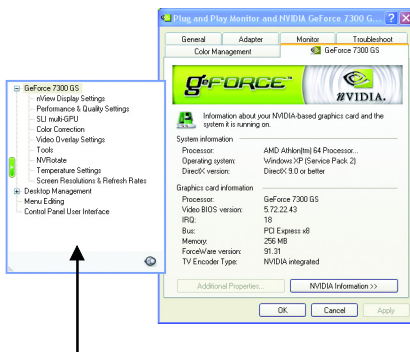 Plug and Play Monitor and NVIDIA GeForce 7300 G...
General Adapter Monitor Troubleshoot
Color Management GeForce 7300 GS
GeFORCE
NVIDIA.
Information about your NVIDIA-based graphics card and the
system it is running on.
System information
Processor: AMD Athlon(tm) 64 Processor...
Operating system: Windows XP (Service Pack 2)
DirectX version: DirectX 9.0 or better
Graphics card information
Processor: GeForce 7300 GS
Video BIOS version: 5.72.22.43
IRQ: 18
Bus: PCI Express x8
Memory: 256 MB
ForceWare version: 91.31
TV Encoder Type: NVIDIA integrated
Additional Properties... NVIDIA Information >>
OK Cancel Apply
GeForce 7300 GS
nView Display Settings
Performance & Quality Settings
SLI multi-GPU
Color Correction
Video Overlay Settings
Tools
NVRotate
Temperature Settings
Screen Resolutions & Refresh Rates
Desktop Management
Menu Editing
Control Panel User Interface